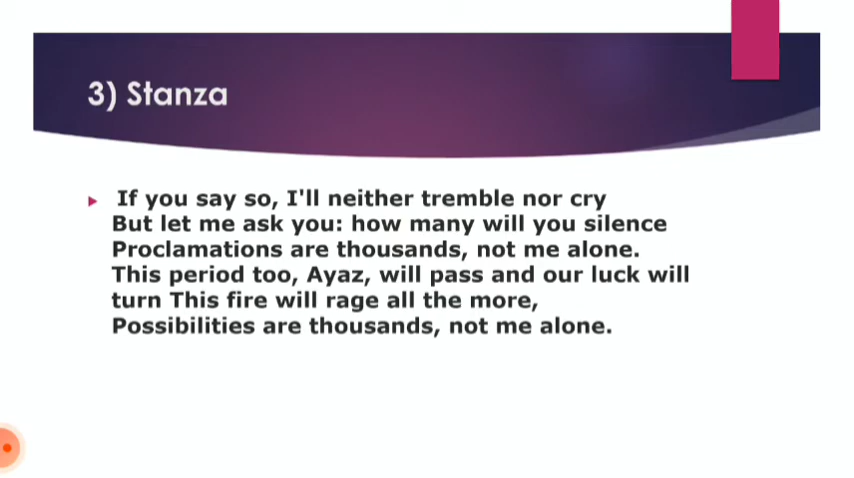 3) Stanza
If you say so, I'll neither tremble nor cry
But let me ask you: how many will you silence
Proclamations are thousands, not me alone.
This period too, Ayaz, will pass and our luck will
turn This fire will rage all the more,
Possibilities are thousands, not me alone.